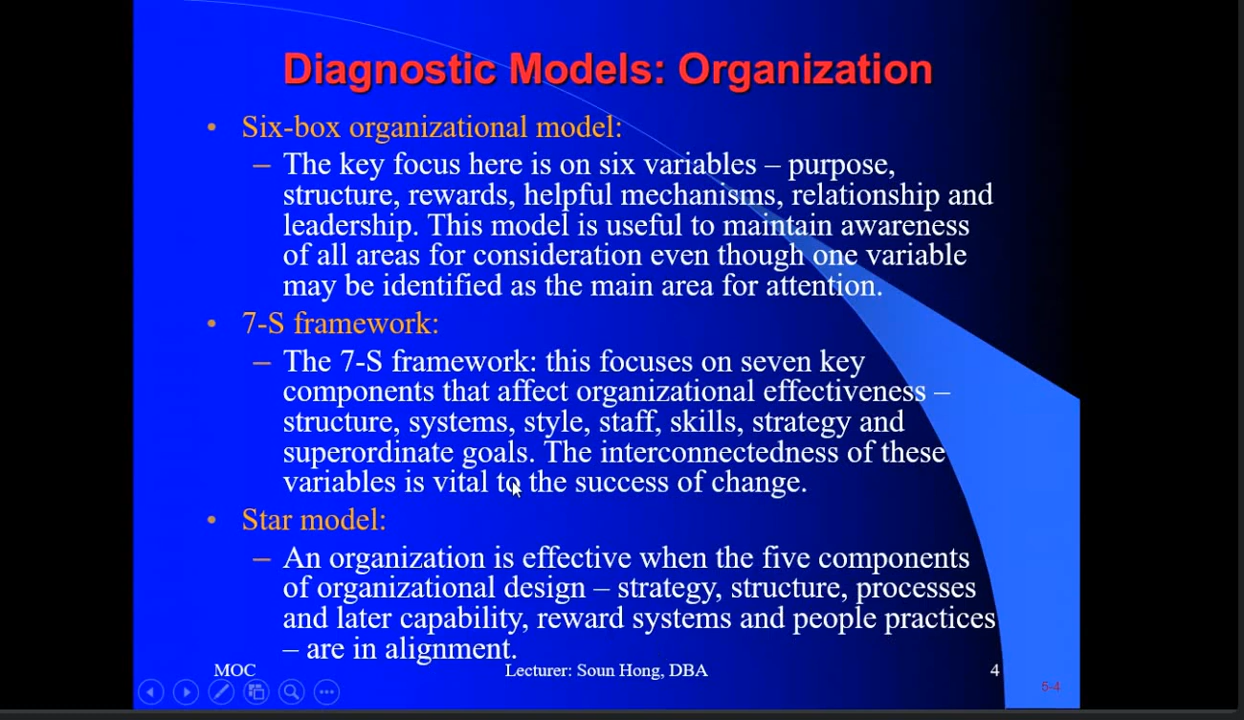 Diagnostic Models: Organization
• Six-box organizational model:
– The key focus here is on six variables – purpose,
structure, rewards, helpful mechanisms, relationship and
leadership. This model is useful to maintain awareness
of all areas for consideration even though one variable
may be identified as the main area for attention.
• 7-S framework:
– The 7-S framework: this focuses on seven key
components that affect organizational effectiveness –
structure, systems, style, staff, skills, strategy and
superordinate goals. The interconnectedness of these
variables is vital to the success of change.
• Star model:
– An organization is effective when the five components
of organizational design – strategy, structure, processes
and later capability, reward systems and people practices
– are in alignment.
MOC Lecturer: Soun Hong, DBA 4
5-4